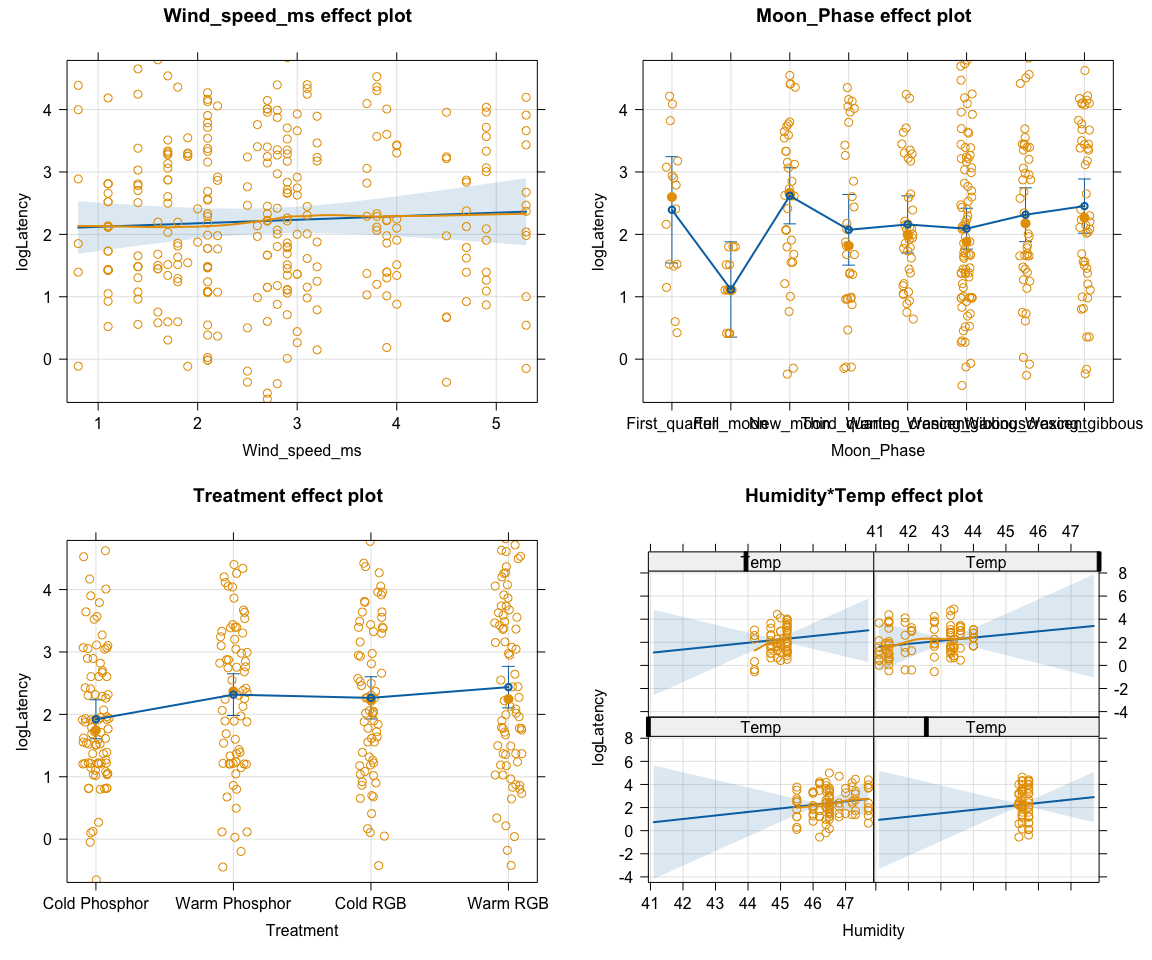 Wind_speed_ms effect plot
logLatency
4
3
2
1
0
1 2 3 4 5
Wind_speed_ms
Moon_Phase effect plot
logLatency
4
3
2
1
0
First_quarter Full_moon New_moon Third_quarter
Moon_Phase
Treatment effect plot
logLatency
4
3
2
1
0
Cold Phosphor Warm Phosphor Cold RGB Warm RGB
Treatment
Humidity*Temp effect plot
41 42 43 44 45 46 47
Temp Temp
8
6
4
2
0
-2
-4
logLatency
Temp Temp
8
6
4
2
0
-2
-4
41 42 43 44 45 46 47
Humidity